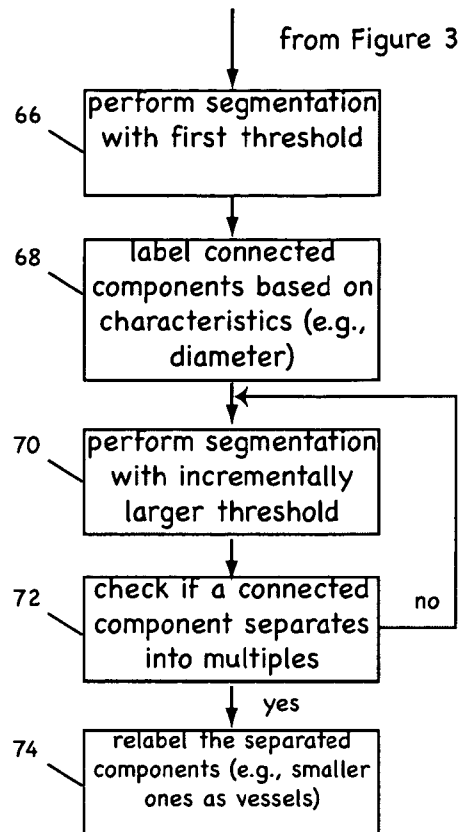 from Figure 3
66
perform segmentation
with first threshold
68
label connected
components based on
characteristics (e.g.,
diameter)
70
perform segmentation
with incrementally
larger threshold
72
check if a connected
component separates
into multiples
no
yes
74
relabel the separated
components (e.g., smaller
ones as vessels)